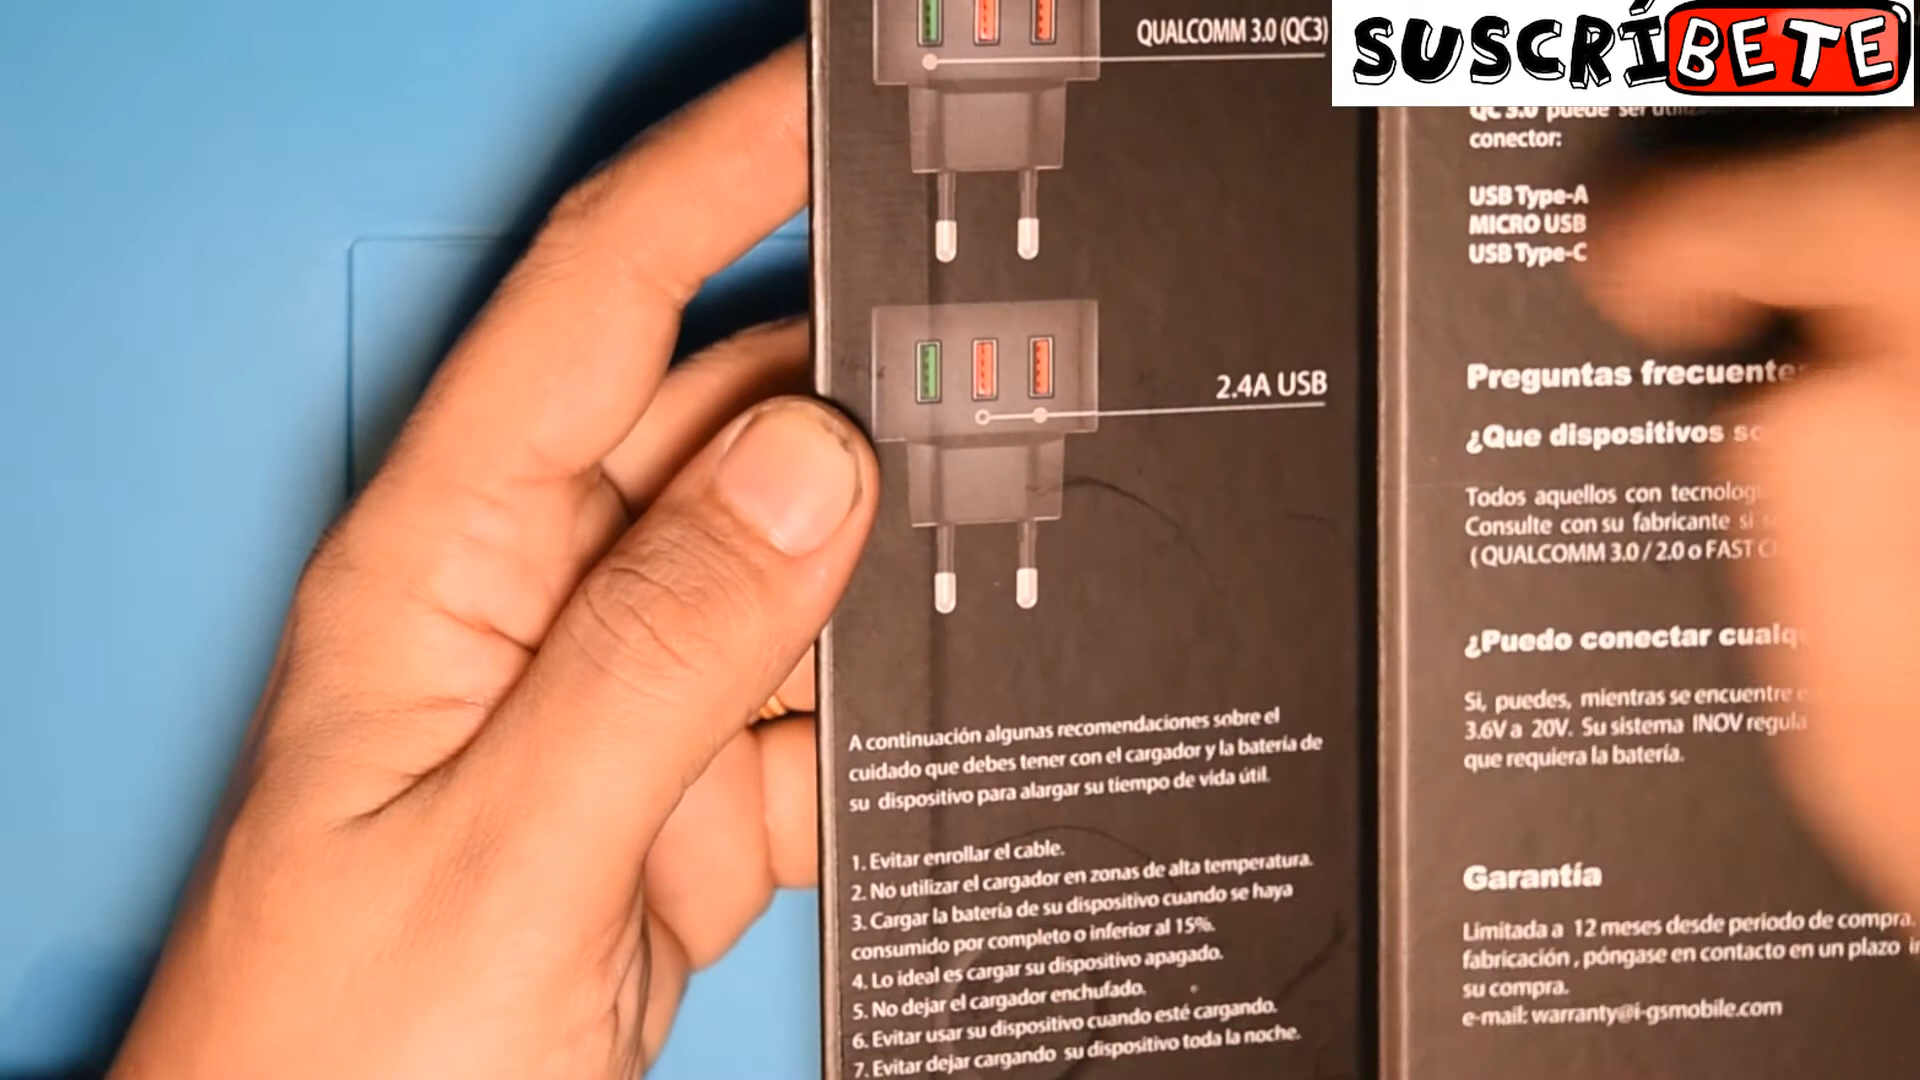 SUSCRÍBETE
QUALCOMM 3.0 (QC3)
2.4A USB
A continuación algunas recomendaciones sobre el
cuidado que debes tener con el cargador y la batería de
su dispositivo para alargar su tiempo de vida útil.
1. Evitar enrollar el cable.
2. No utilizar el cargador en zonas de alta temperatura.
3. Cargar la batería de su dispositivo cuando se haya
consumido por completo o inferior al 15%.
4. Lo ideal es cargar su dispositivo apagado.
5. No dejar el cargador enchufado.
6. Evitar usar su dispositivo cuando esté cargando.
7. Evitar dejar cargando su dispositivo toda la noche.
QC 3.0 puede ser
conector:
USB Type-A
MICRO USB
USB Type-C
Preguntas
¿Que dispositivos
Todos aquellos con
Consulte con su fabricante si
( QUALCOMM 3.0 / 2.0 o FAST
¿Puedo conectar
Si, puedes, mientras se encuentre
3.6V a 20V. Su sistema INOV
que requiera la batería.
Garantía
Limitada a 12 meses desde periodo de compra.
fabricación , póngase en contacto en un plazo
su compra.
e-mail: warranty@i-gsmobile.com